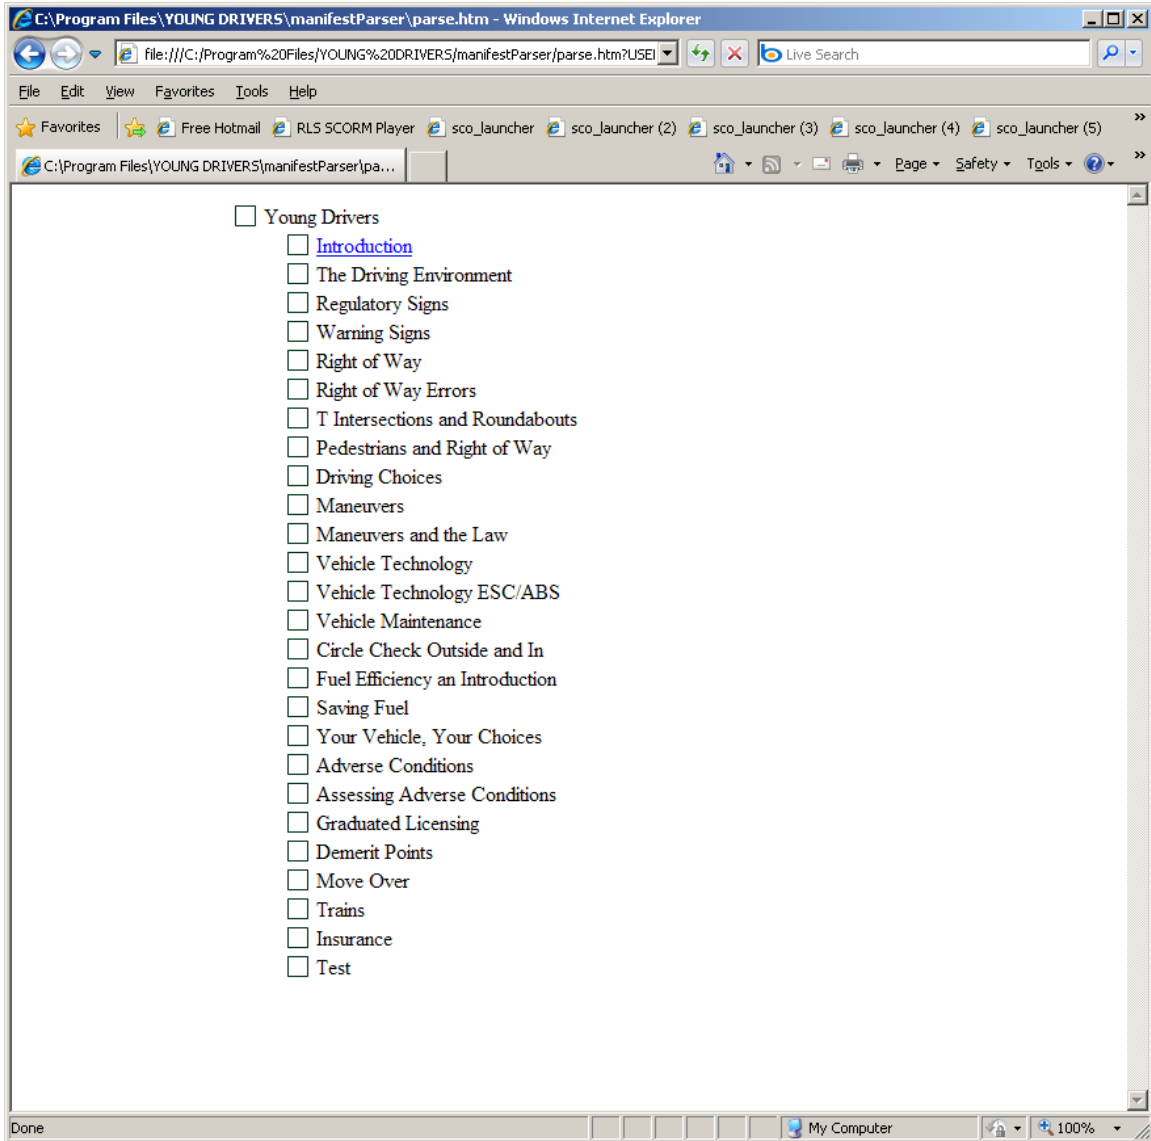 C:\Program Files\YOUNG DRIVERS\manifestParser\parse.htm - Windows Internet Explorer
file:///C:/Program%20Files/YOUNG%20DRIVERS/manifestParser/parse.htm?USEI Live Search
File Edit View Favorites Tools Help
Favorites Free Hotmail RLS SCORM Player sco_launcher sco_launcher (2) sco_launcher (3) sco_launcher (4) sco_launcher (5) »
C:\Program Files\YOUNG DRIVERS\manifestParser\pa... Page Safety Tools »
Young Drivers
Introduction
The Driving Environment
Regulatory Signs
Warning Signs
Right of Way
Right of Way Errors
T Intersections and Roundabouts
Pedestrians and Right of Way
Driving Choices
Maneuvers
Maneuvers and the Law
Vehicle Technology
Vehicle Technology ESC/ABS
Vehicle Maintenance
Circle Check Outside and In
Fuel Efficiency an Introduction
Saving Fuel
Your Vehicle, Your Choices
Adverse Conditions
Assessing Adverse Conditions
Graduated Licensing
Demerit Points
Move Over
Trains
Insurance
Test
Done My Computer 100%